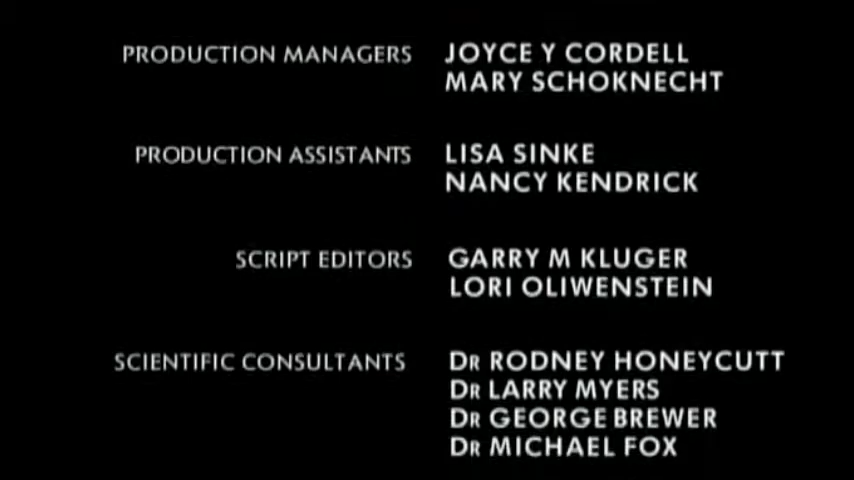 PRODUCTION MANAGERS JOYCE Y CORDELL
MARY SCHOKNECHT
PRODUCTION ASSISTANTS LISA SINKE
NANCY KENDRICK
SCRIPT EDITORS GARRY M KLUGER
LORI OLIWENSTEIN
SCIENTIFIC CONSULTANTS DR RODNEY HONEYCUTT
DR LARRY MYERS
DR GEORGE BREWER
DR MICHAEL FOX